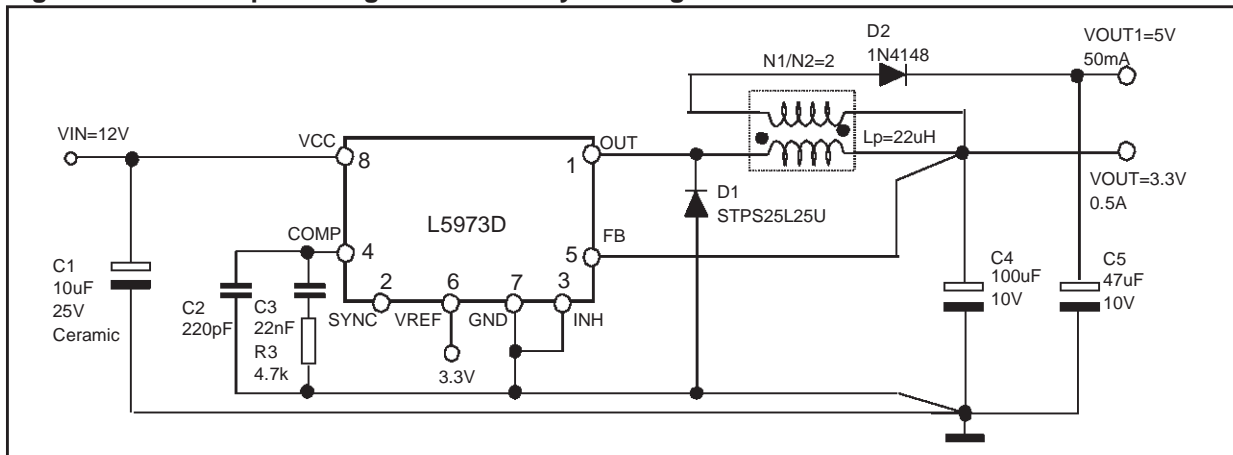 D2
1N4148
N1/N2=2
VOUT1=5V
50mA
VIN=12V
VCC
8
OUT
1
Lp=22uH
VOUT=3.3V
0.5A
D1
STPS25L25U
L5973D
COMP
4
FB
5
C1
10uF
25V
Ceramic
C2
220pF
C3
22nF
R3
4.7k
2
SYNC
6
VREF
7
GND
3
INH
3.3V
C4
100uF
10V
C5
47uF
10V